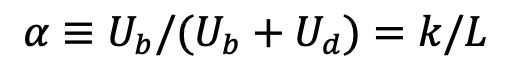 α ≡ U_b/(U_b + U_d) = k/L